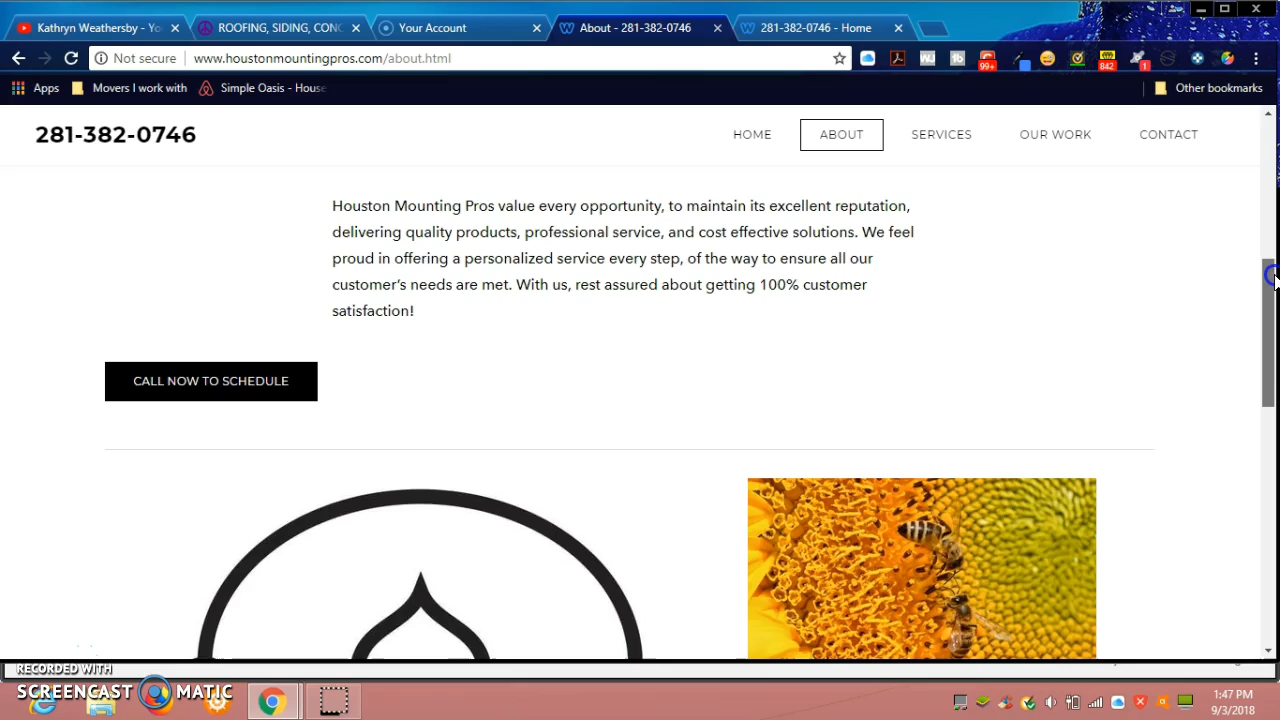 Kathryn Weathersby - Yo
ROOFING, SIDING, CONC
Your Account
About - 281-382-0746
281-382-0746 - Home
Not secure
www.houstonmountingpros.com/about.html
99+
842
1
Apps
Movers I work with
Simple Oasis - Hous
Other bookmarks
281-382-0746
HOME
ABOUT
SERVICES
OUR WORK
CONTACT
Houston Mounting Pros value every opportunity, to maintain its excellent reputation,
delivering quality products, professional service, and cost effective solutions. We feel
proud in offering a personalized service every step, of the way to ensure all our
customer's needs are met. With us, rest assured about getting 100% customer
satisfaction!
CALL NOW TO SCHEDULE
RECORDED WITH
SCREENCAST MATIC
1:47 PM
9/3/2018